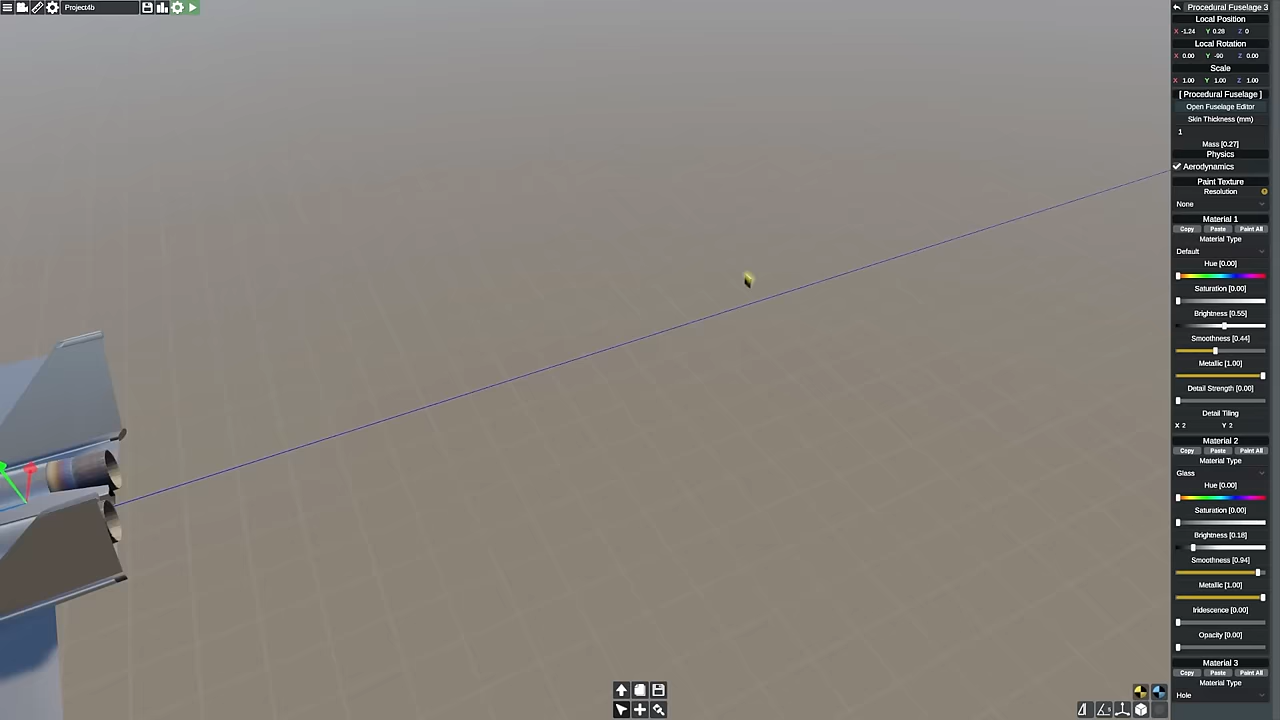 Project4b
Procedural Fuselage 3
Local Position
X -1.24 Y 0.28 Z 0
Local Rotation
X 0.00 Y -90 Z 0.00
Scale
X 1.00 Y 1.00 Z 1.00
[ Procedural Fuselage ]
Open Fuselage Editor
Skin Thickness (mm)
1
Mass [0.27]
Physics
Aerodynamics
Paint Texture
Resolution
None
Material 1
Copy Paste Paint All
Material Type
Default
Hue [0.00]
Saturation [0.00]
Brightness [0.55]
Smoothness [0.44]
Metallic [1.00]
Detail Strength [0.00]
Detail Tiling
X 2 Y 2
Material 2
Copy Paste Paint All
Material Type
Glass
Hue [0.00]
Saturation [0.00]
Brightness [0.18]
Smoothness [0.94]
Metallic [1.00]
Iridescence [0.00]
Opacity [0.00]
Material 3
Copy Paste Paint All
Material Type
Hole